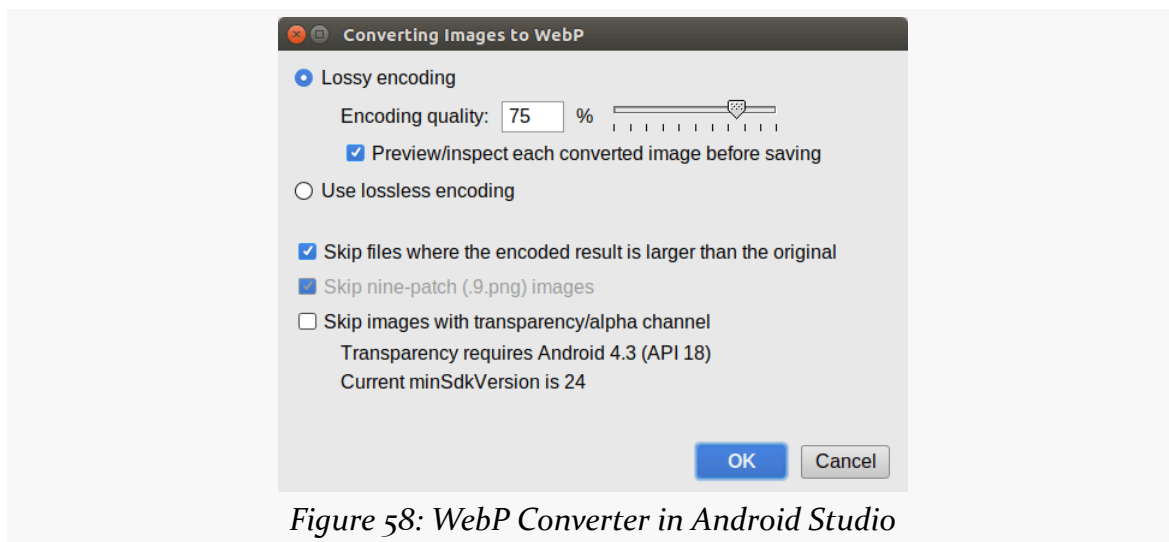 Converting Images to WebP
Lossy encoding
Encoding quality: 75 %
Preview/inspect each converted image before saving
Use lossless encoding
Skip files where the encoded result is larger than the original
Skip nine-patch (.9.png) images
Skip images with transparency/alpha channel
Transparency requires Android 4.3 (API 18)
Current minSdkVersion is 24
OK Cancel
Figure 58: WebP Converter in Android Studio